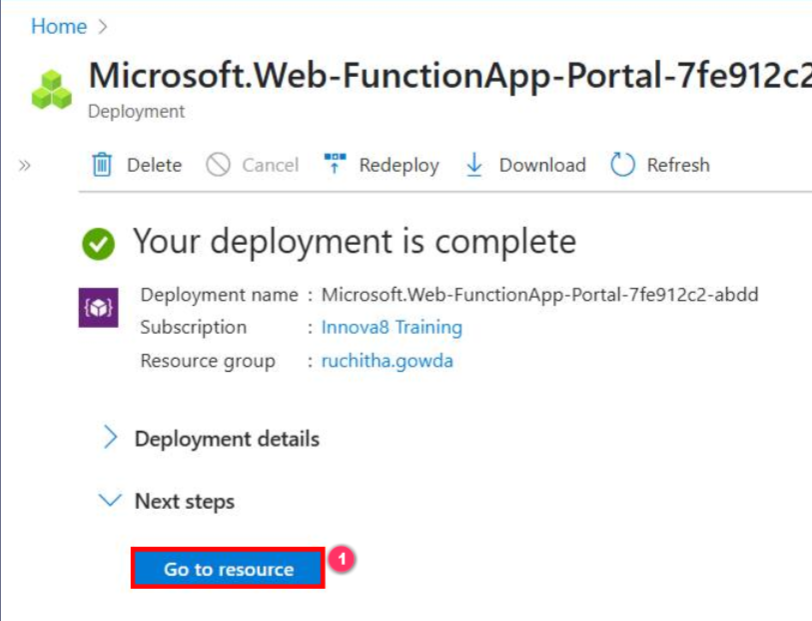 Home >
Microsoft.Web-FunctionApp-Portal-7fe912c2
Deployment
» Delete Cancel Redeploy Download Refresh
Your deployment is complete
Deployment name : Microsoft.Web-FunctionApp-Portal-7fe912c2-abdd
Subscription : Innova8 Training
Resource group : ruchitha.gowda
Deployment details
Next steps
Go to resource 1